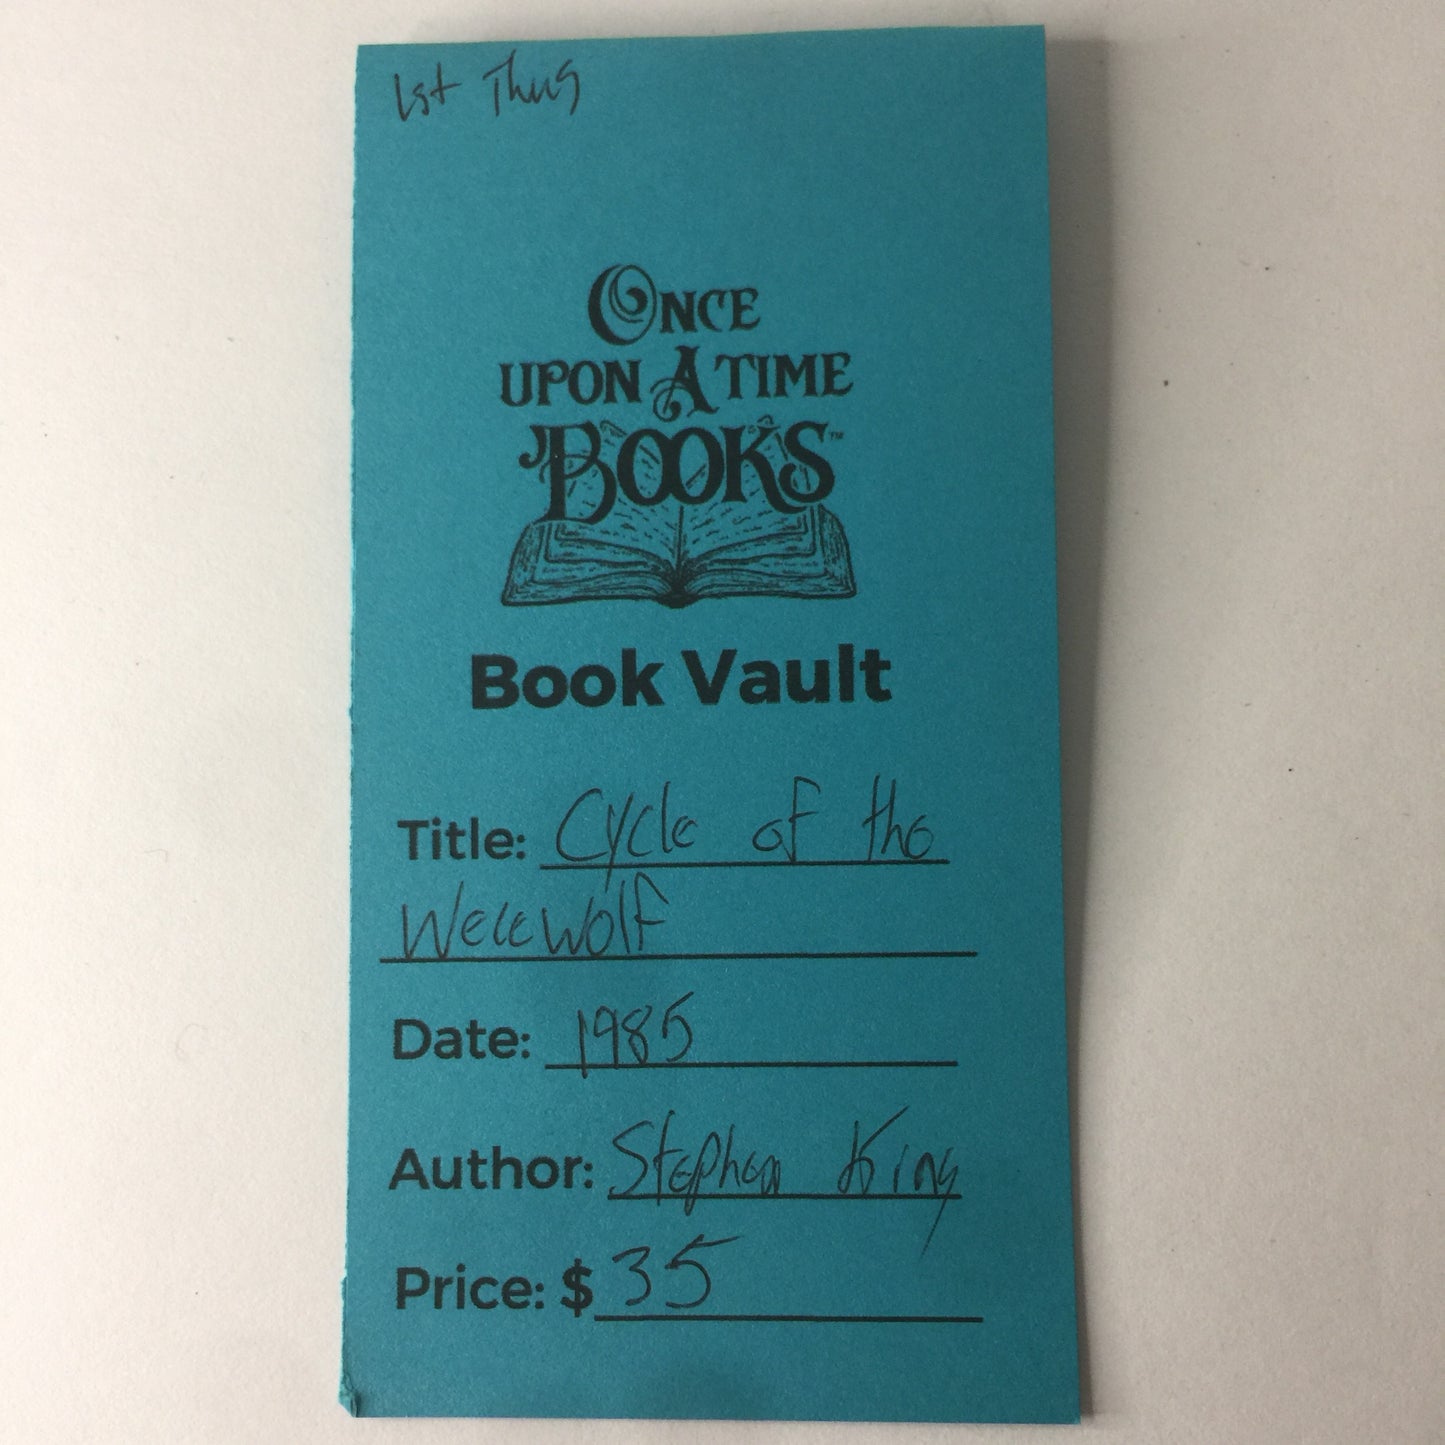 1st Thus
ONCE
UPON A TIME
BOOKS™
Book Vault
Title: Cycle of the
Werewolf
Date: 1985
Author: Stephen King
Price: $35